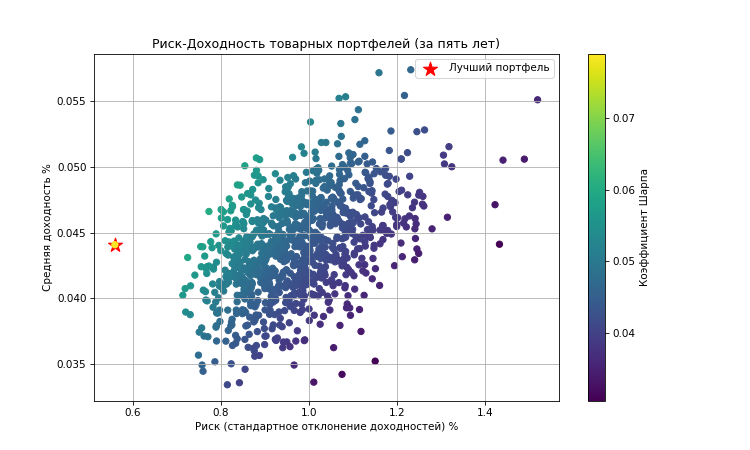 Риск-Доходность товарных портфелей (за пять лет)
Лучший портфель
Средняя доходность %
0.055
0.050
0.045
0.040
0.035
0.6 0.8 1.0 1.2 1.4
Риск (стандартное отклонение доходностей) %
0.07
0.06
0.05
0.04
Коэффициент Шарпа